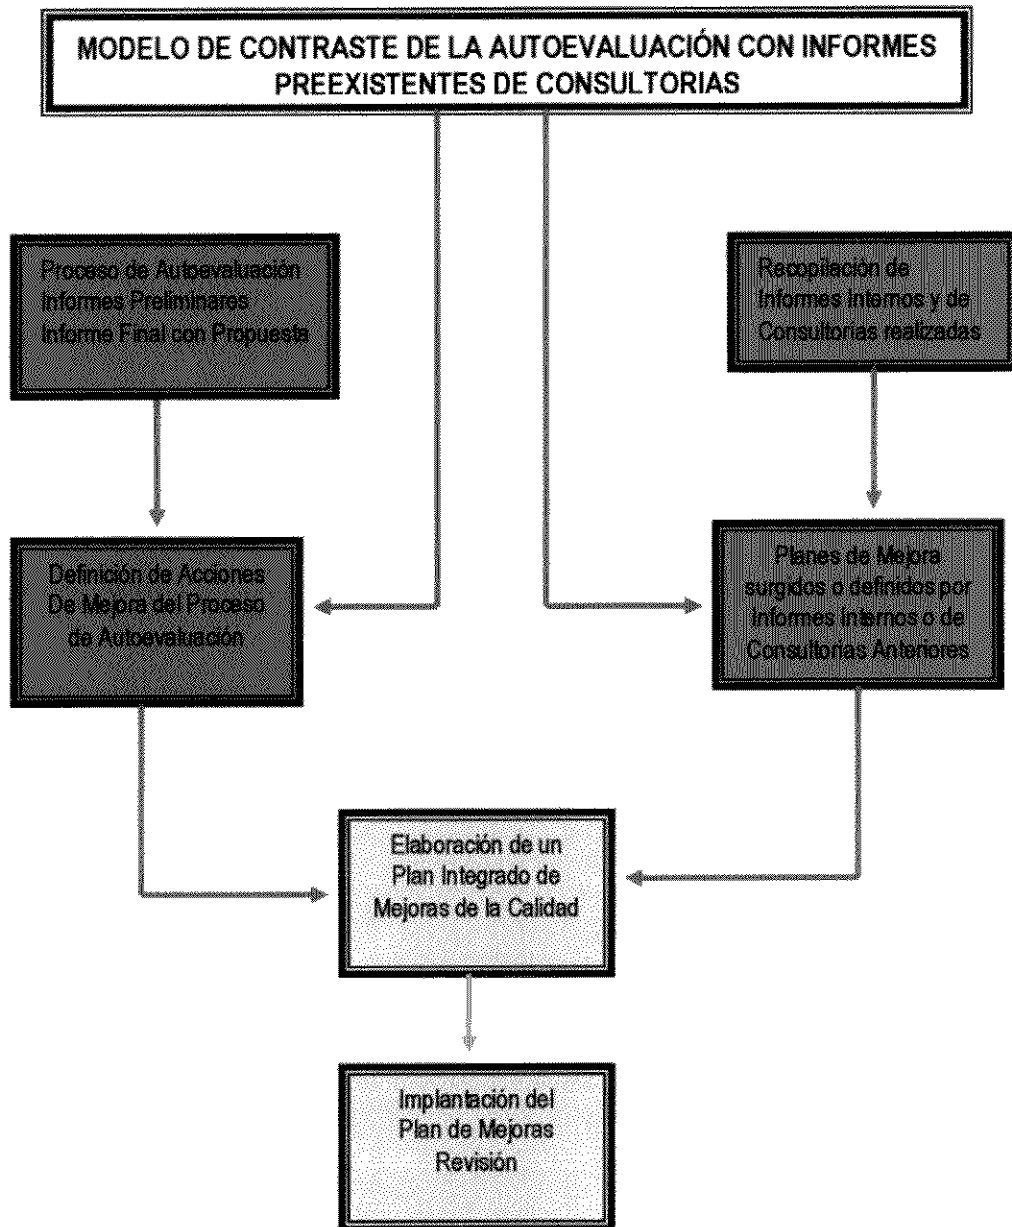 MODELO DE CONTRASTE DE LA AUTOEVALUACIÓN CON INFORMES
PREEXISTENTES DE CONSULTORIAS
Proceso de Autoevaluación
Informes Preliminares
Informe Final con Propuesta
Recopilación de
Informes Internos y de
Consultorias realizadas
Definición de Acciones
De Mejora del Proceso
de Autoevaluación
Planes de Mejora
surgidos o definidos por
Informes Internos o de
Consultorias Anteriores
Elaboración de un
Plan Integrado de
Mejoras de la Calidad
Implantación del
Plan de Mejoras
Revisión